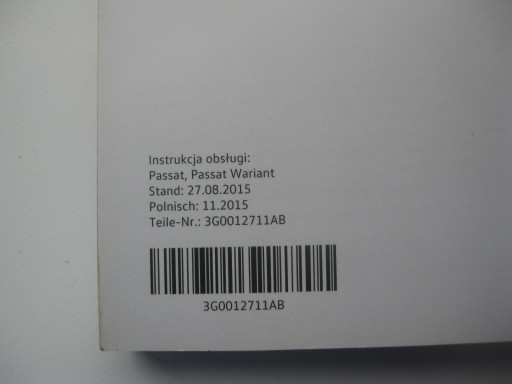 Instrukcja obsługi:
Passat, Passat Wariant
Stand: 27.08.2015
Polnisch: 11.2015
Teile-Nr.: 3G0012711AB
3G0012711AB